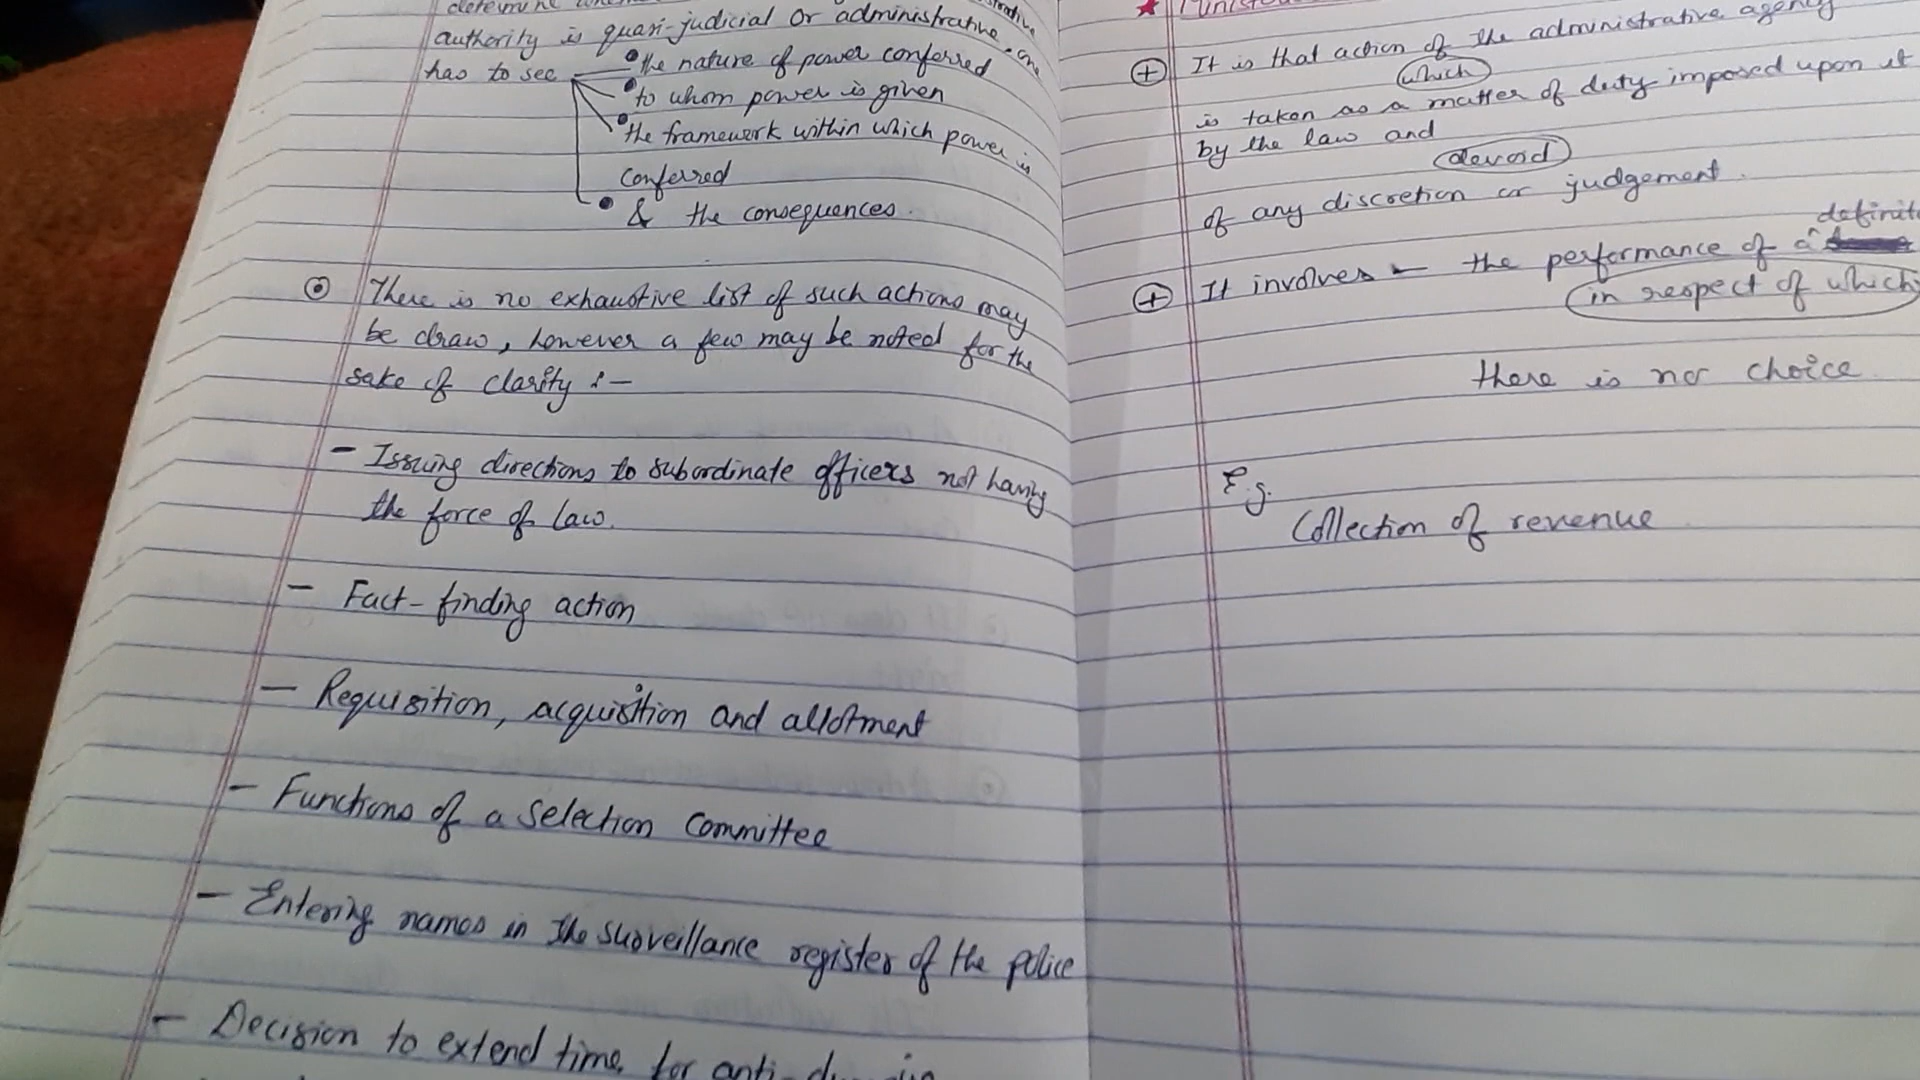 authority is quasi-judicial or administrative, one
has to see
• the nature of power conferred
• to whom power is given
• the framework within which power is
conferred
• & the consequences.
There is no exhaustive list of such actions may
be draw, however a few may be noted for the
sake of clarity :-
- Issuing directions to subordinate officers not having
the force of law.
- Fact-finding action
- Requisition, acquisition and allotment
- Functions of a selection committee
- Entering names in the surveillance register of the police
- Decision to extend time for
It is that action of the administrative agency
which
is taken as a matter of duty imposed upon it
by the law and
devoid
of any discretion or judgement.
definite
It involves - the performance of a
in respect of which
there is no choice
E.g.
Collection of revenue